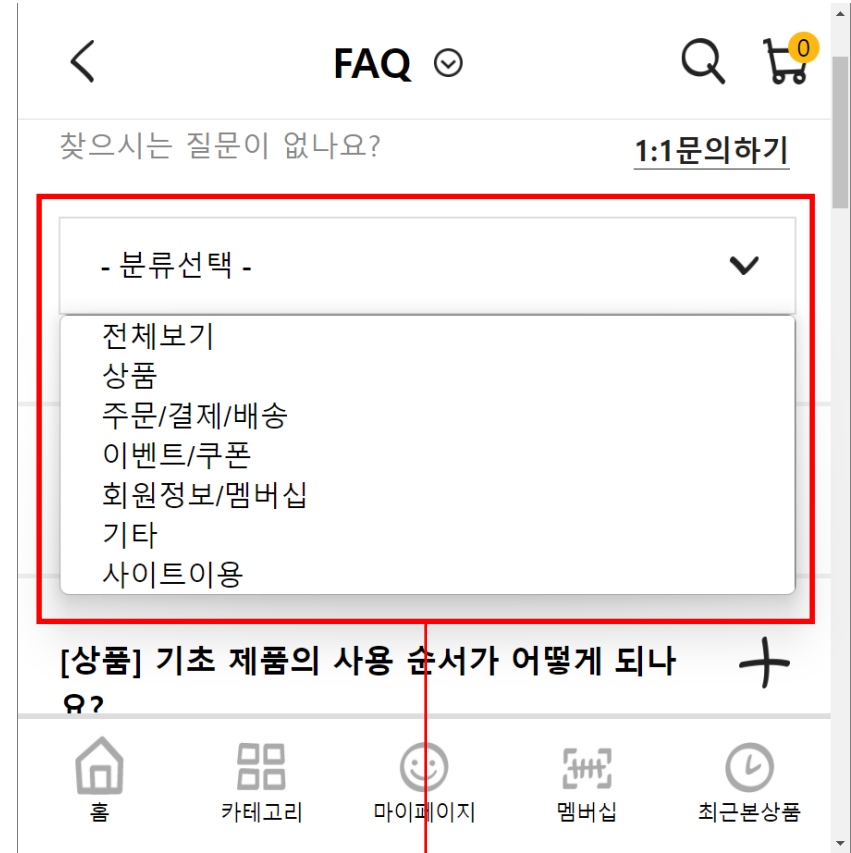 FAQ
0
찾으시는 질문이 없나요?
1:1문의하기
- 분류선택 -
전체보기
상품
주문/결제/배송
이벤트/쿠폰
회원정보/멤버십
기타
사이트이용
[상품] 기초 제품의 사용 순서가 어떻게 되나
요?
홈
카테고리
마이페이지
멤버십
최근본상품